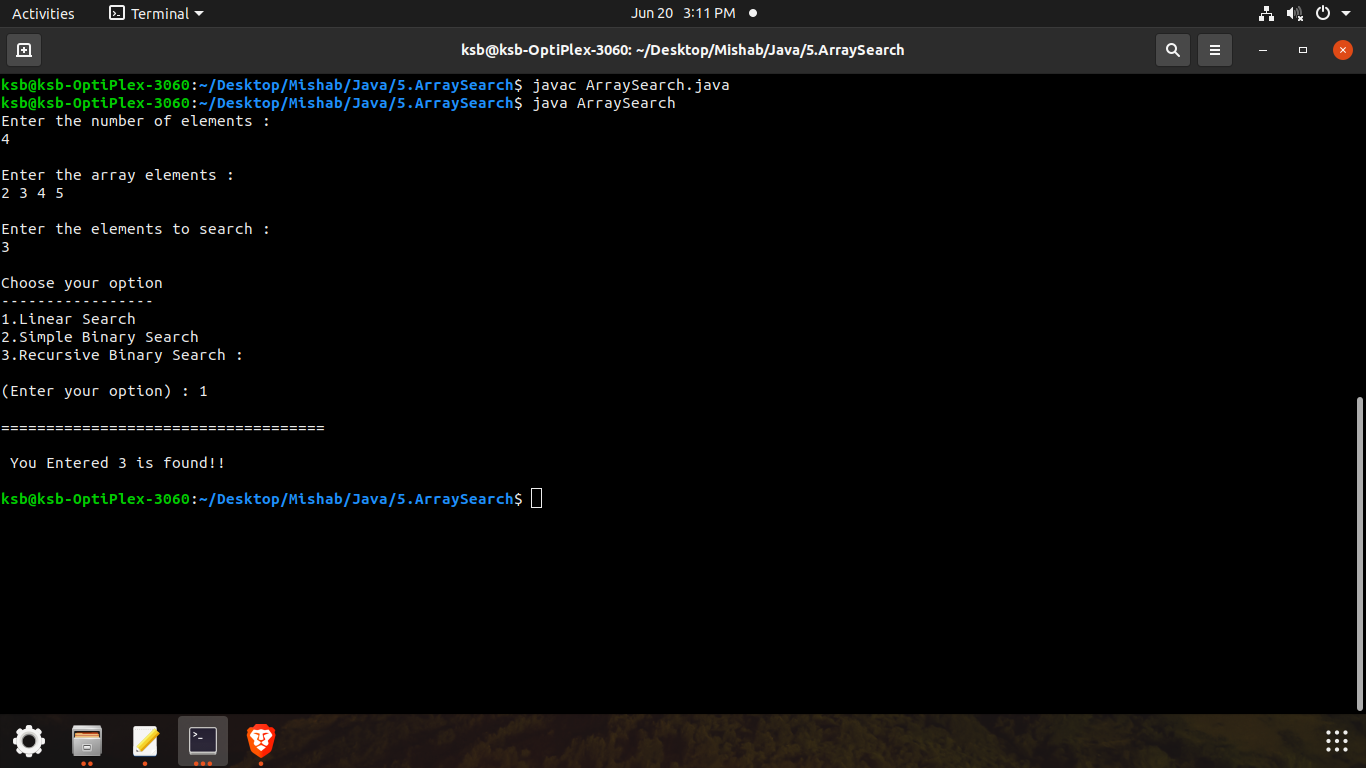 Activities
Terminal
Jun 20 3:11 PM
ksb@ksb-OptiPlex-3060: ~/Desktop/Mishab/Java/5.ArraySearch
ksb@ksb-OptiPlex-3060:~/Desktop/Mishab/Java/5.ArraySearch$ javac ArraySearch.java
ksb@ksb-OptiPlex-3060:~/Desktop/Mishab/Java/5.ArraySearch$ java ArraySearch
Enter the number of elements :
4
Enter the array elements :
2 3 4 5
Enter the elements to search :
3
Choose your option
-----------------
1.Linear Search
2.Simple Binary Search
3.Recursive Binary Search :
(Enter your option) : 1
====================================
You Entered 3 is found!!
ksb@ksb-OptiPlex-3060:~/Desktop/Mishab/Java/5.ArraySearch$